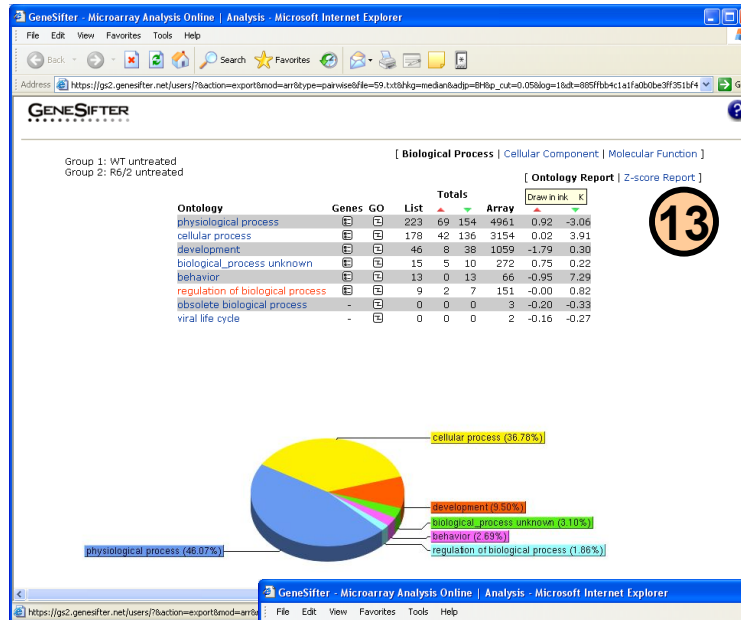 GeneSifter - Microarray Analysis Online | Analysis - Microsoft Internet Explorer
File Edit View Favorites Tools Help
Back Search Favorites
Address https://gs2.genesifter.net/users/?&action=export&mod=arr&type=pairwise&file=59.txt&hkg=median&adjp=BH&p_cut=0.05&log=1&dt=885ffbb4c1a1fa0b0be3ff351bf4 G
GENESIFTER
[ Biological Process | Cellular Component | Molecular Function ]
Group 1: WT untreated
Group 2: R6/2 untreated
[ Ontology Report | Z-score Report ]
13
Totals Draw in ink K
Ontology Genes GO List Array
physiological process 223 69 154 4961 0.92 -3.06
cellular process 178 42 136 3154 0.02 3.91
development 46 8 38 1059 -1.79 0.30
biological_process unknown 15 5 10 272 0.75 0.22
behavior 13 0 13 66 -0.95 7.29
regulation of biological process 9 2 7 151 -0.00 0.82
obsolete biological process - 0 0 0 3 -0.20 -0.33
viral life cycle - 0 0 0 2 -0.16 -0.27
cellular process (36.78%)
development (9.50%)
biological_process unknown (3.10%)
behavior (2.69%)
physiological process (46.07%)
regulation of biological process (1.86%)
GeneSifter - Microarray Analysis Online | Analysis - Microsoft Internet Explorer
https://gs2.genesifter.net/users/?&action=export&mod=arr&
File Edit View Favorites Tools Help